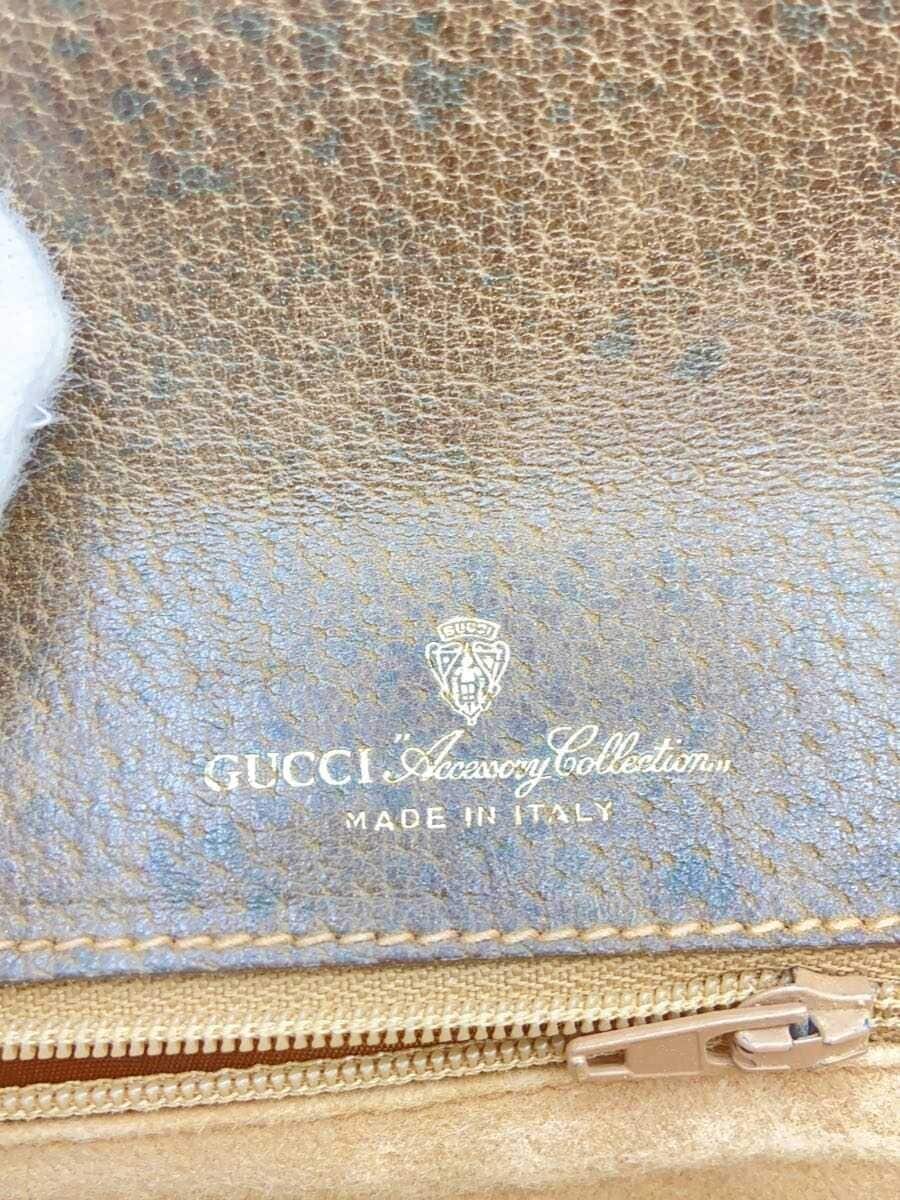 GUCCI
GUCCI "Accessory Collection"
MADE IN ITALY